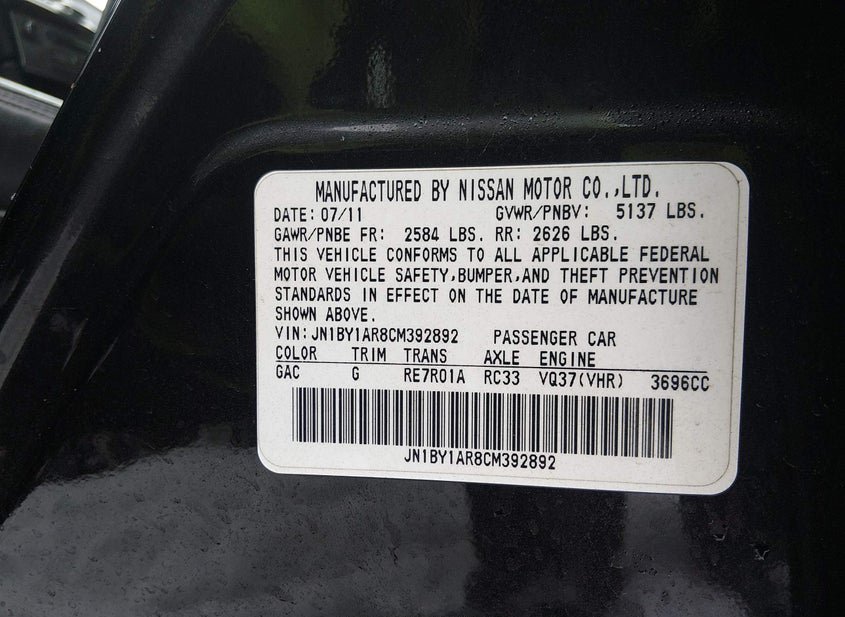 MANUFACTURED BY NISSAN MOTOR CO.,LTD.
DATE: 07/11 GVWR/PNBV: 5137 LBS.
GAWR/PNBE FR: 2584 LBS. RR: 2626 LBS.
THIS VEHICLE CONFORMS TO ALL APPLICABLE FEDERAL
MOTOR VEHICLE SAFETY,BUMPER,AND THEFT PREVENTION
STANDARDS IN EFFECT ON THE DATE OF MANUFACTURE
SHOWN ABOVE.
VIN: JN1BY1AR8CM392892 PASSENGER CAR
COLOR TRIM TRANS AXLE ENGINE
GAC G RE7R01A RC33 VQ37(VHR) 3696CC
JN1BY1AR8CM392892